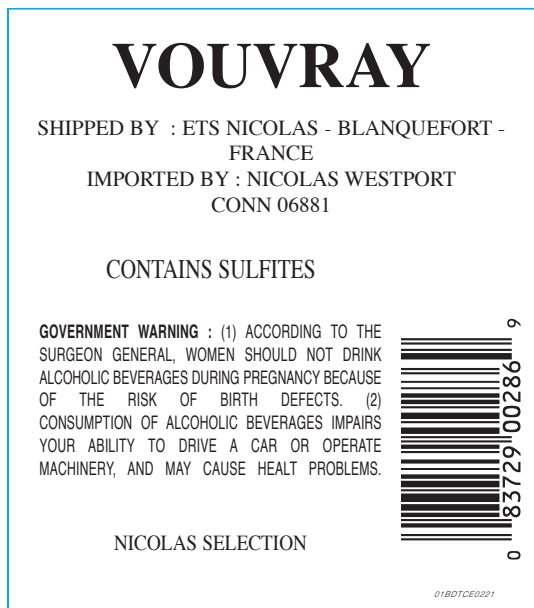 VOUVRAY
SHIPPED BY : ETS NICOLAS - BLANQUEFORT -
FRANCE
IMPORTED BY : NICOLAS WESTPORT
CONN 06881
CONTAINS SULFITES
GOVERNMENT WARNING : (1) ACCORDING TO THE
SURGEON GENERAL, WOMEN SHOULD NOT DRINK
ALCOHOLIC BEVERAGES DURING PREGNANCY BECAUSE
OF THE RISK OF BIRTH DEFECTS. (2)
CONSUMPTION OF ALCOHOLIC BEVERAGES IMPAIRS
YOUR ABILITY TO DRIVE A CAR OR OPERATE
MACHINERY, AND MAY CAUSE HEALT PROBLEMS.
0 83729 00286 9
NICOLAS SELECTION
01BDTCE0221